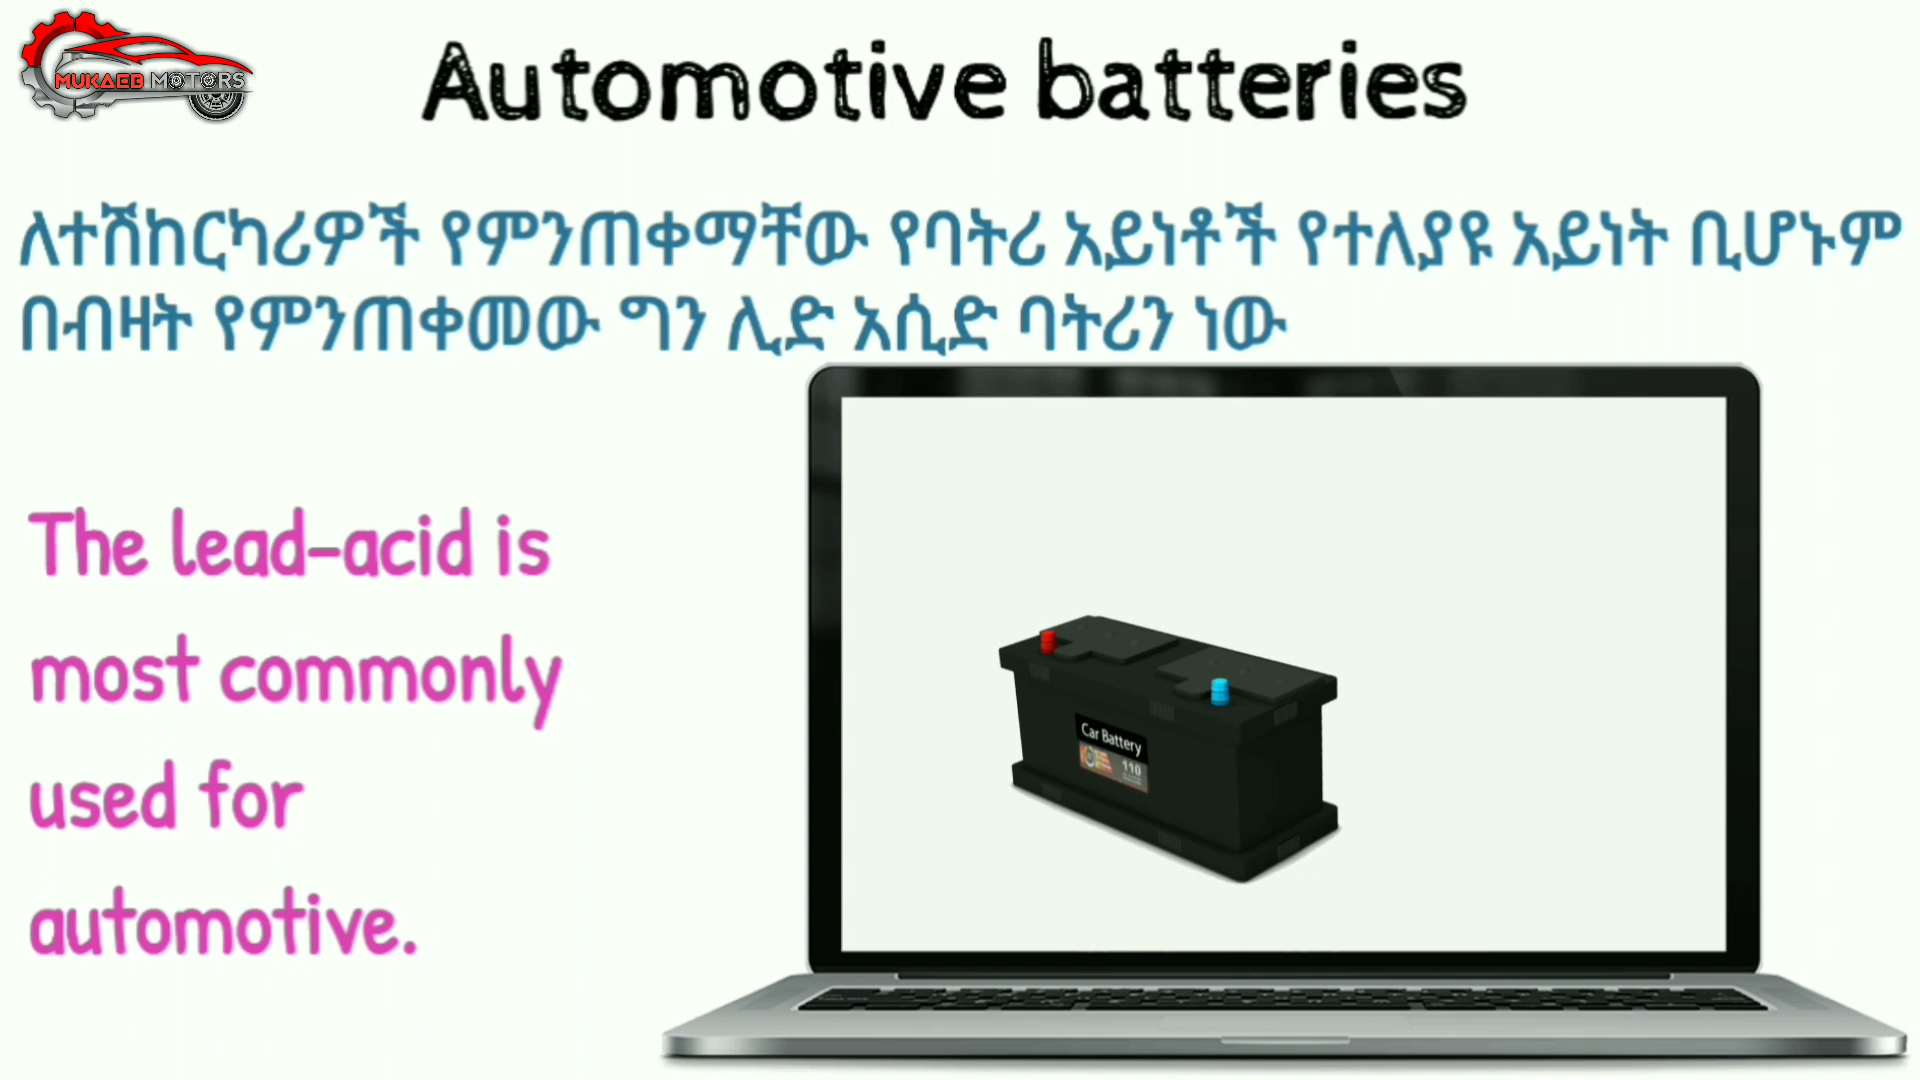 MUKAEB MOTORS
Automotive batteries
ለተሽከርካሪዎች የምንጠቀማቸው የባትሪ አይነቶች የተለያዩ አይነት ቢሆኑም
በብዛት የምንጠቀመው ግን ሊድ አሲድ ባትሪን ነው
The lead-acid is
most commonly
used for
automotive.
Car Battery
110